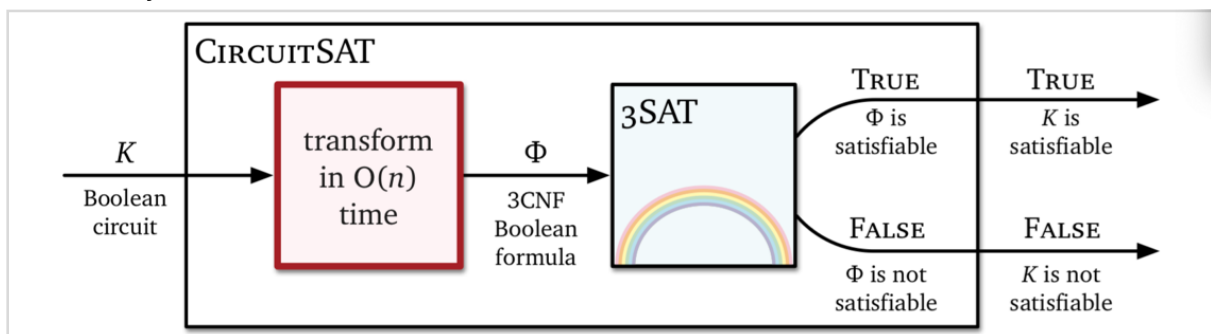 CIRCUITSAT
K
Boolean
circuit
transform
in O(n)
time
Φ
3CNF
Boolean
formula
3SAT
TRUE
Φ is
satisfiable
FALSE
Φ is not
satisfiable
TRUE
K is
satisfiable
FALSE
K is not
satisfiable